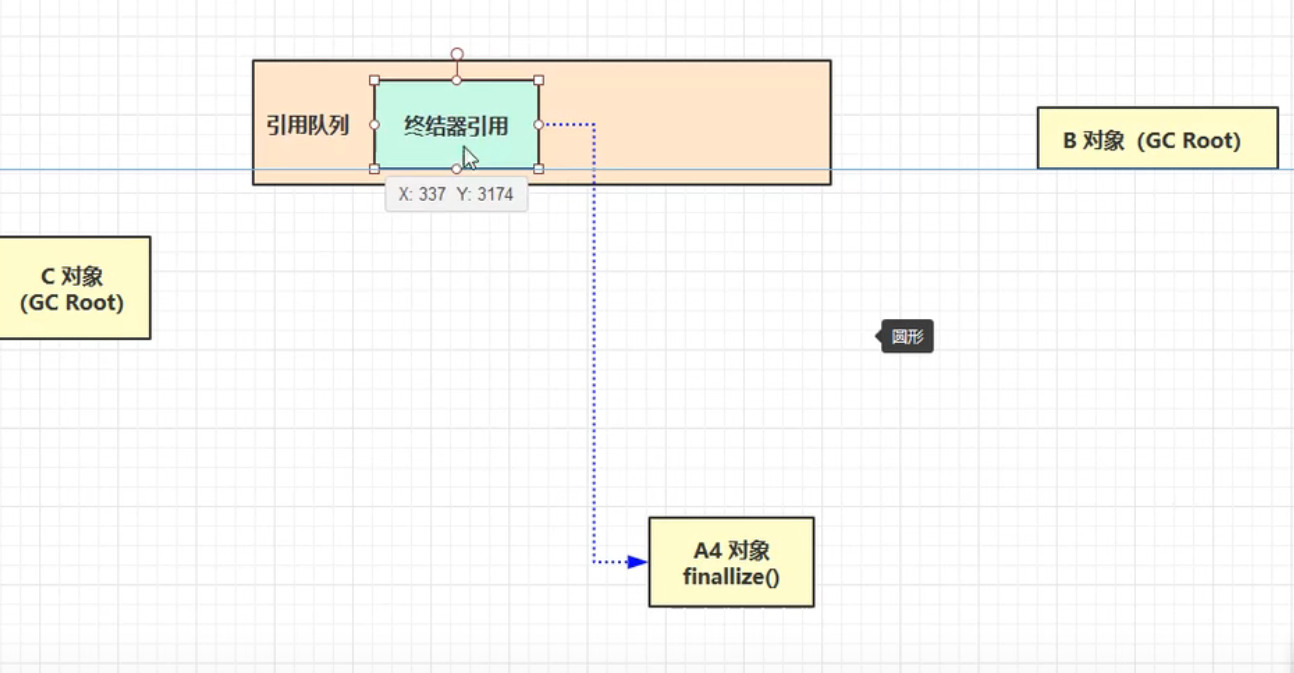 引用队列
终结器引用
B 对象（GC Root)
X: 337 Y: 3174
C 对象
(GC Root)
圆形
A4 对象
finallize()